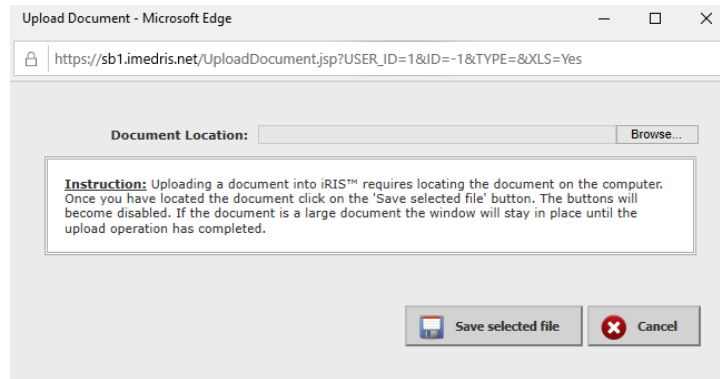 Upload Document - Microsoft Edge
https://sb1.imedris.net/UploadDocument.jsp?USER_ID=1&ID=-1&TYPE=&XLS=Yes
Document Location:
Browse...
Instruction: Uploading a document into iRIS™ requires locating the document on the computer.
Once you have located the document click on the 'Save selected file' button. The buttons will
become disabled. If the document is a large document the window will stay in place until the
upload operation has completed.
Save selected file
Cancel